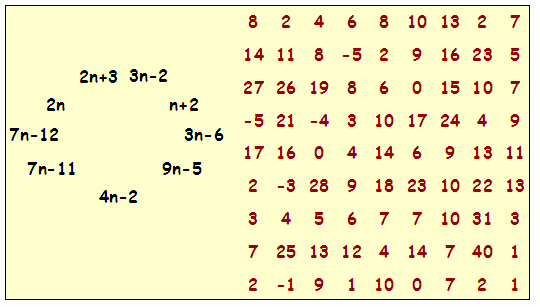 2n+3 3n-2
2n n+2
7n-12 3n-6
7n-11 9n-5
4n-2
8 2 4 6 8 10 13 2 7
14 11 8 -5 2 9 16 23 5
27 26 19 8 6 0 15 10 7
-5 21 -4 3 10 17 24 4 9
17 16 0 4 14 6 9 13 11
2 -3 28 9 18 23 10 22 13
3 4 5 6 7 7 10 31 3
7 25 13 12 4 14 7 40 1
2 -1 9 1 10 0 7 2 1